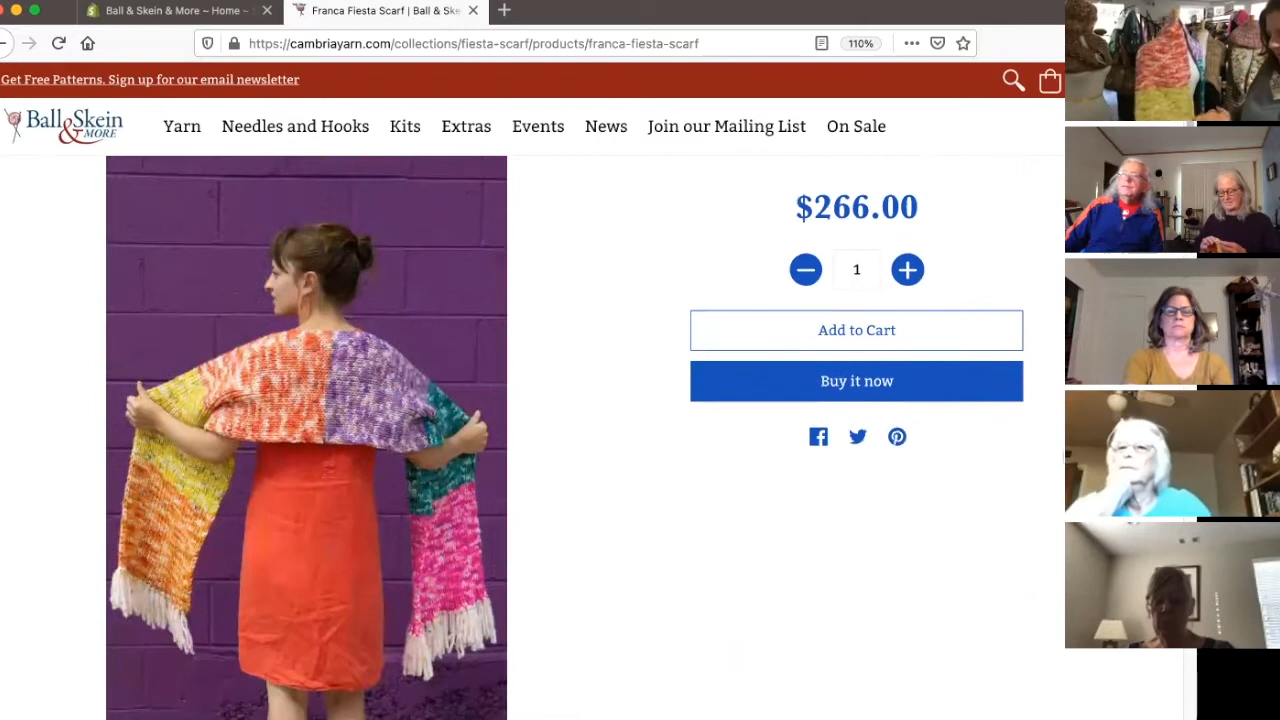 Ball & Skein & More ~ Home ~
Franca Fiesta Scarf | Ball & Ske
https://cambriayarn.com/collections/fiesta-scarf/products/franca-fiesta-scarf
110%
Get Free Patterns. Sign up for our email newsletter
Ball & Skein
& MORE
Yarn
Needles and Hooks
Kits
Extras
Events
News
Join our Mailing List
On Sale
$266.00
1
Add to Cart
Buy it now